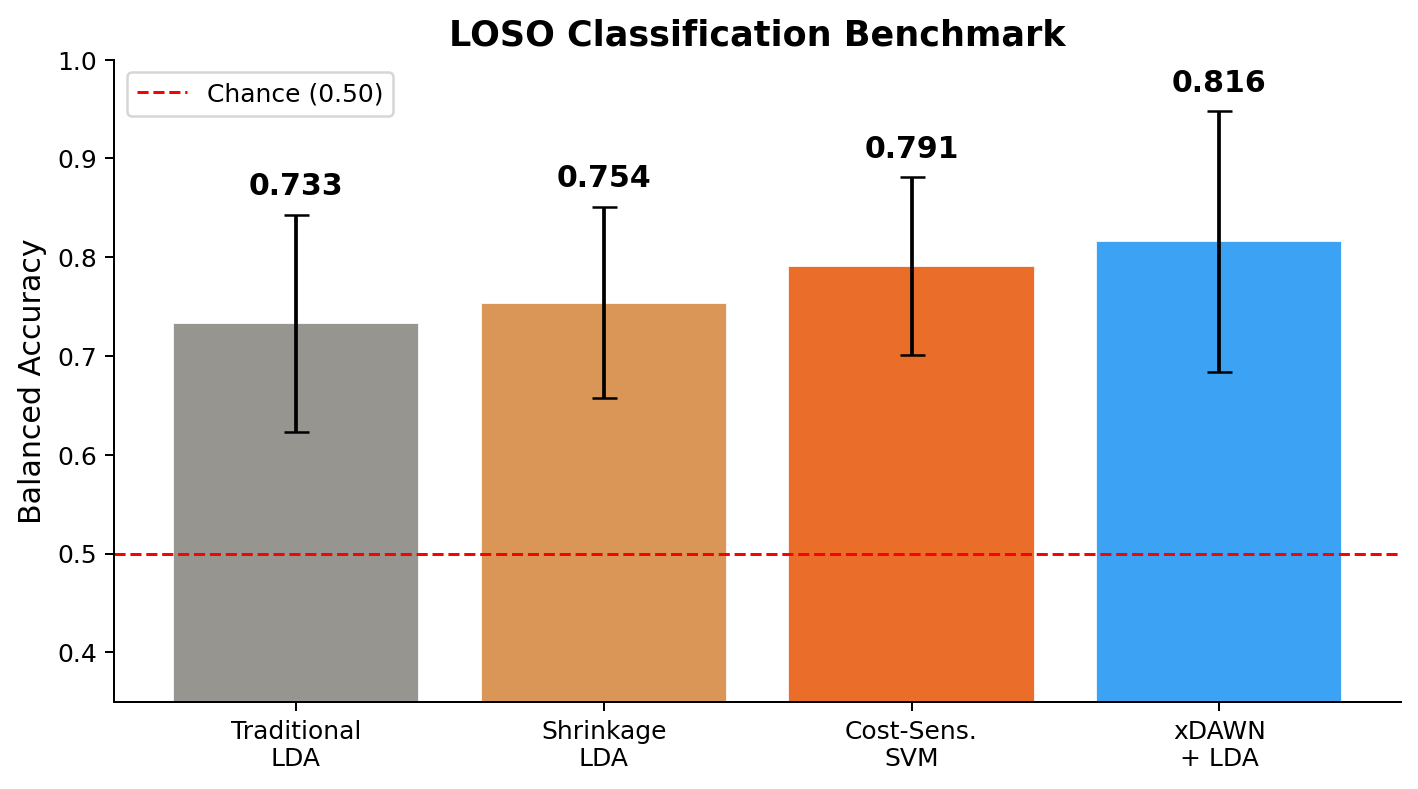 LOSO Classification Benchmark
Chance (0.50)
Balanced Accuracy
1.0
0.9
0.8
0.7
0.6
0.5
0.4
0.733
0.754
0.791
0.816
Traditional
LDA
Shrinkage
LDA
Cost-Sens.
SVM
xDAWN
+ LDA